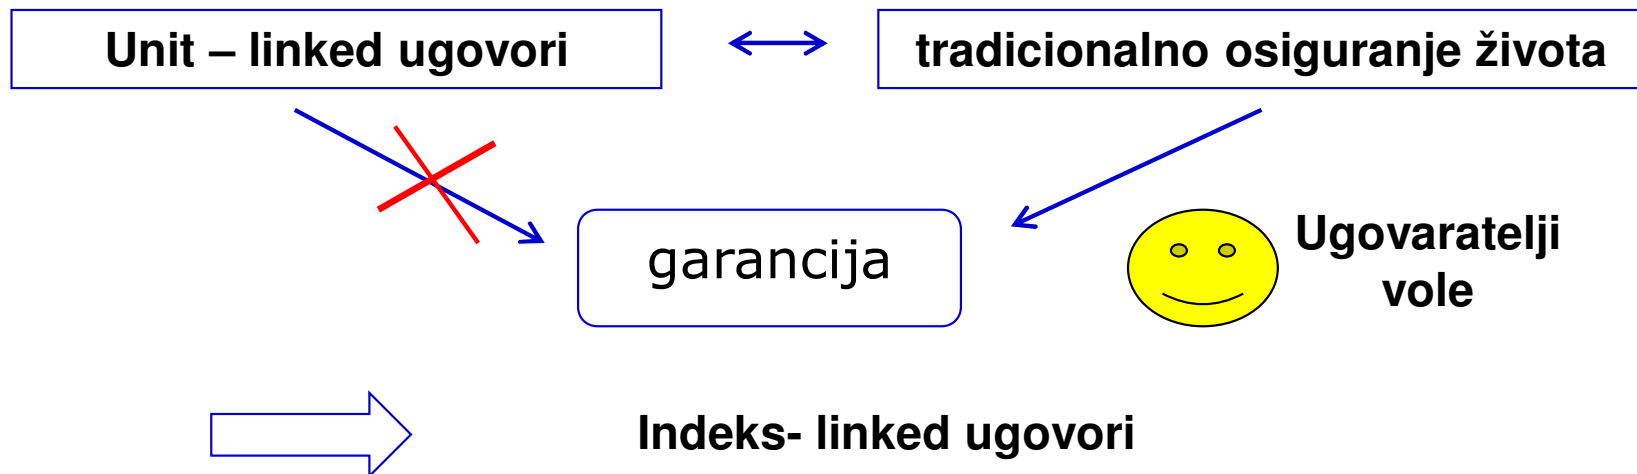 Unit – linked ugovori
tradicionalno osiguranje života
garancija
Ugovaratelji
vole
Indeks- linked ugovori